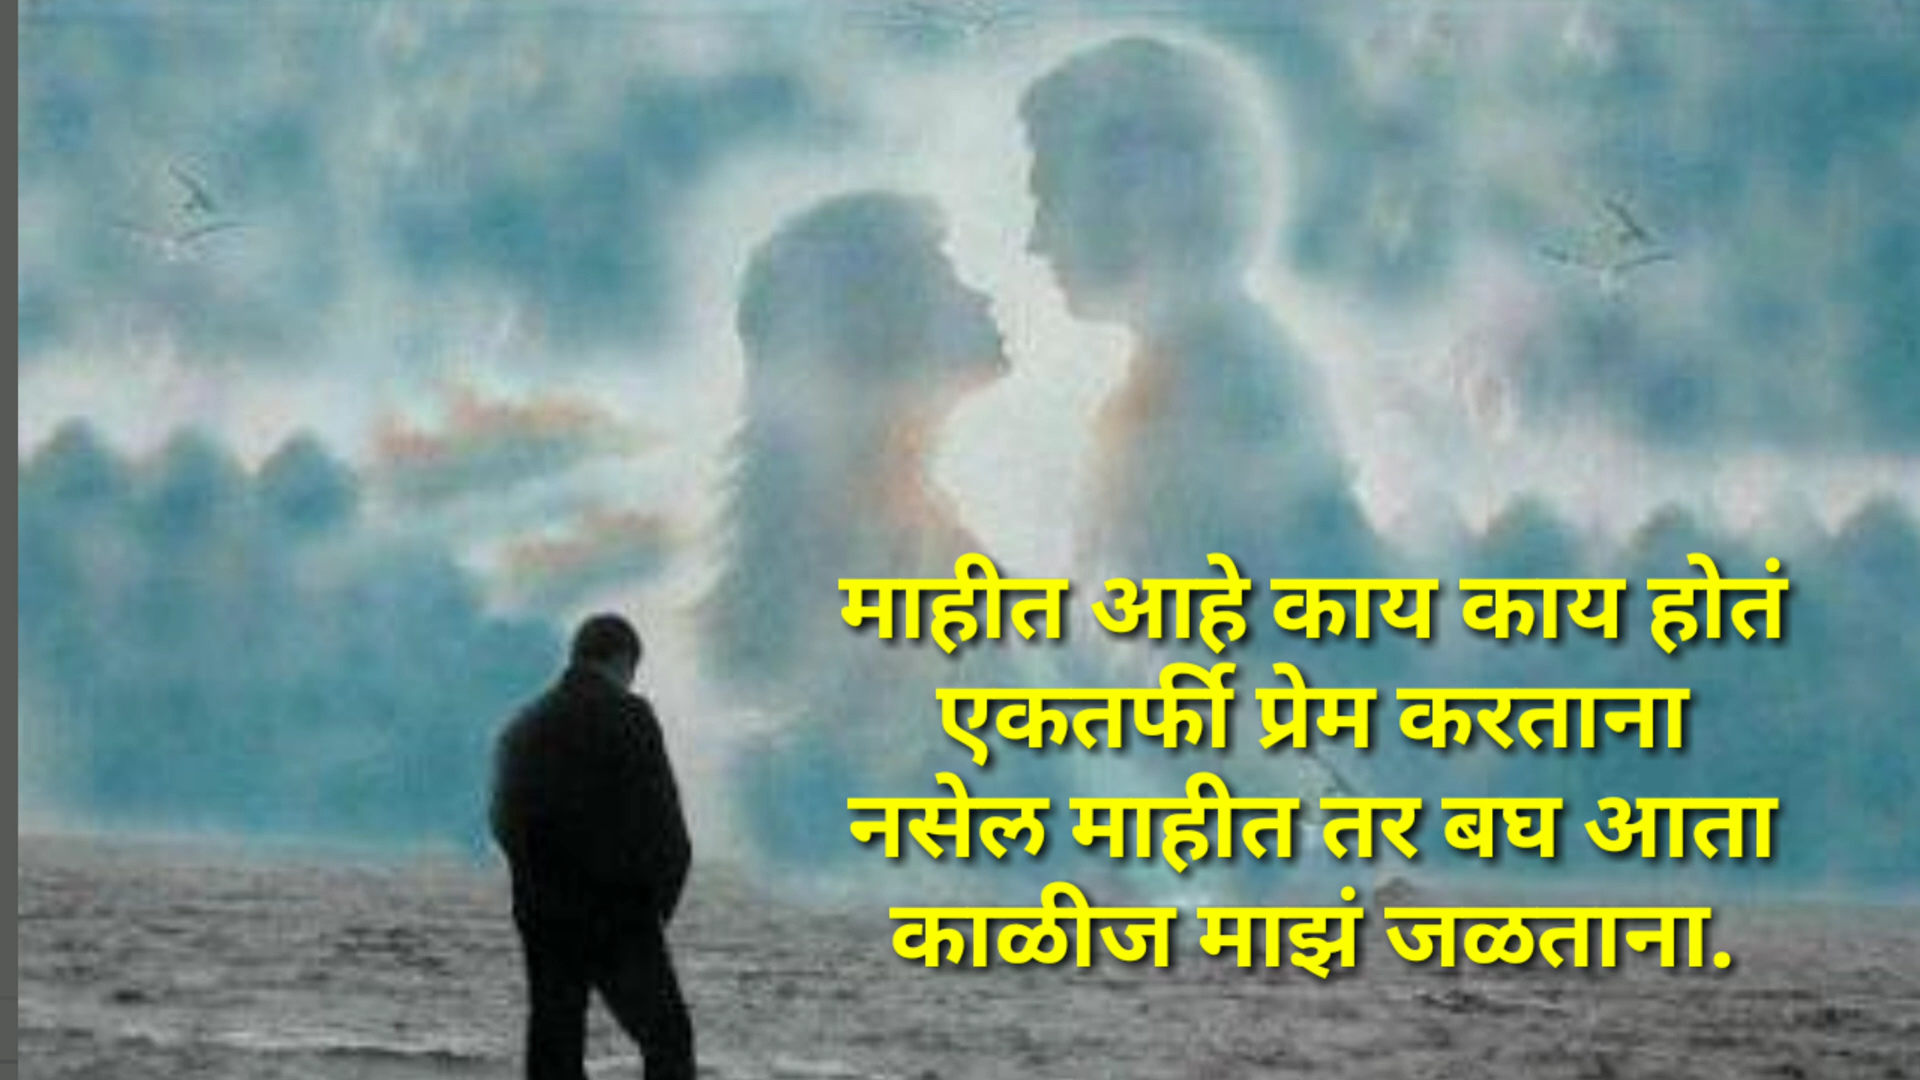 माहीत आहे काय काय होतं
एकतर्फी प्रेम करताना
नसेल माहीत तर बघ आता
काळीज माझं जळताना.